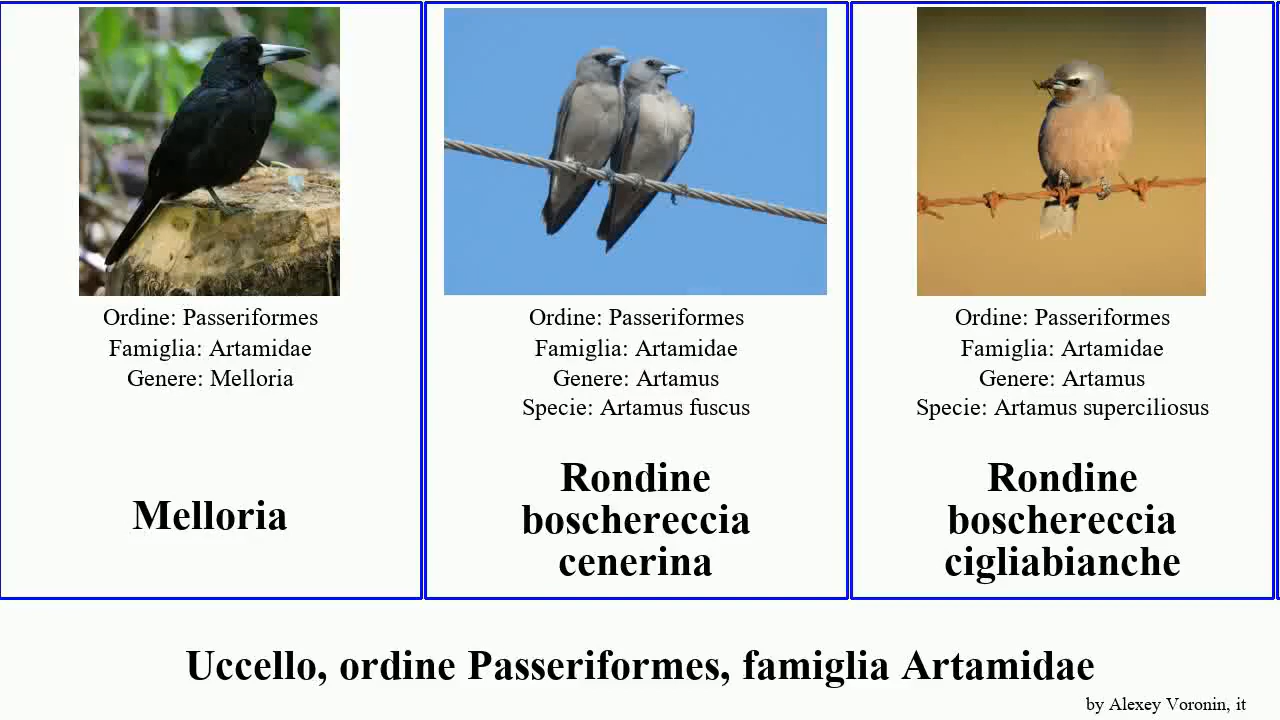 Ordine: Passeriformes
Famiglia: Artamidae
Genere: Melloria
Melloria
Ordine: Passeriformes
Famiglia: Artamidae
Genere: Artamus
Specie: Artamus fuscus
Rondine
boschereccia
cenerina
Ordine: Passeriformes
Famiglia: Artamidae
Genere: Artamus
Specie: Artamus superciliosus
Rondine
boschereccia
cigliabianche
Uccello, ordine Passeriformes, famiglia Artamidae
by Alexey Voronin, it